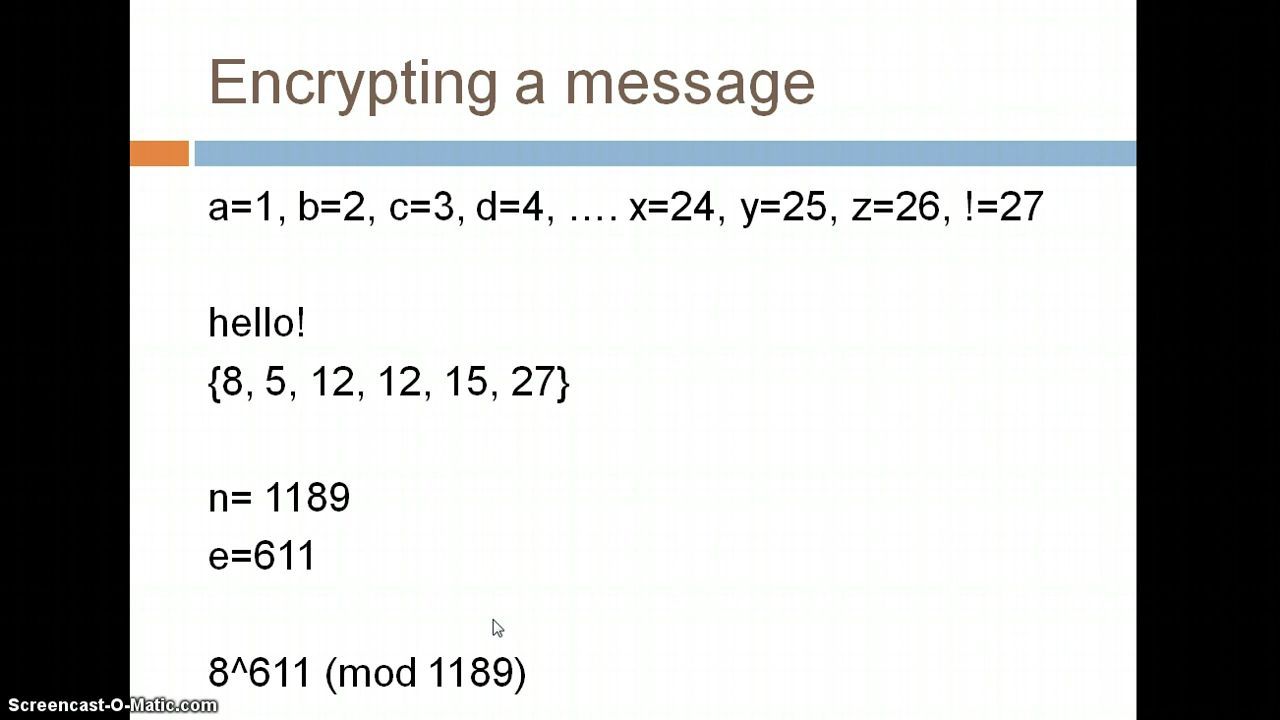 Encrypting a message
a=1, b=2, c=3, d=4, .... x=24, y=25, z=26, !=27
hello!
{8, 5, 12, 12, 15, 27}
n= 1189
e=611
8^611 (mod 1189)
Screencast-O-Matic.com